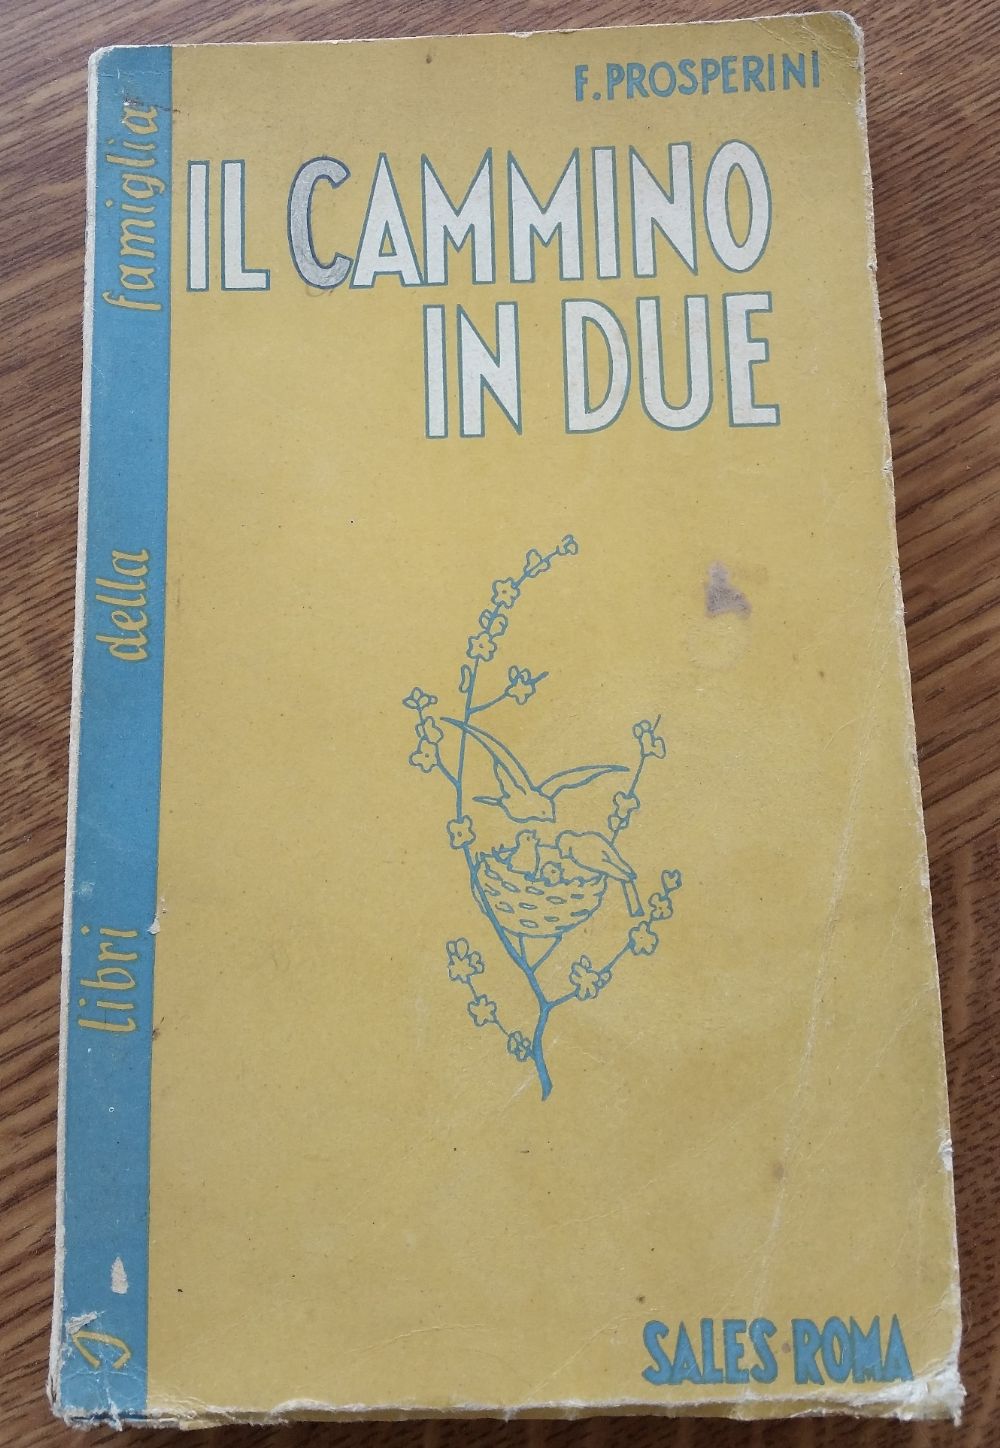 F. PROSPERINI
IL CAMMINO
IN DUE
I libri della famiglia
SALES·ROMA